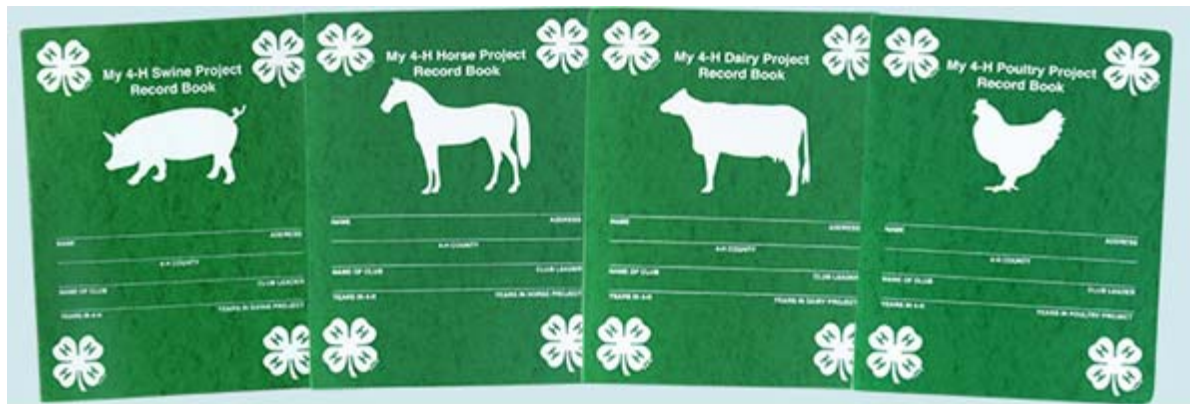 My 4-H Swine Project
Record Book
NAME ADDRESS
4-H COUNTY
NAME OF CLUB CLUB LEADER
YEARS IN 4-H YEARS IN SWINE PROJECT
My 4-H Horse Project
Record Book
NAME ADDRESS
4-H COUNTY
NAME OF CLUB CLUB LEADER
YEARS IN 4-H YEARS IN HORSE PROJECT
My 4-H Dairy Project
Record Book
NAME ADDRESS
4-H COUNTY
NAME OF CLUB CLUB LEADER
YEARS IN 4-H YEARS IN DAIRY PROJECT
My 4-H Poultry Project
Record Book
NAME ADDRESS
4-H COUNTY
NAME OF CLUB CLUB LEADER
YEARS IN 4-H YEARS IN POULTRY PROJECT